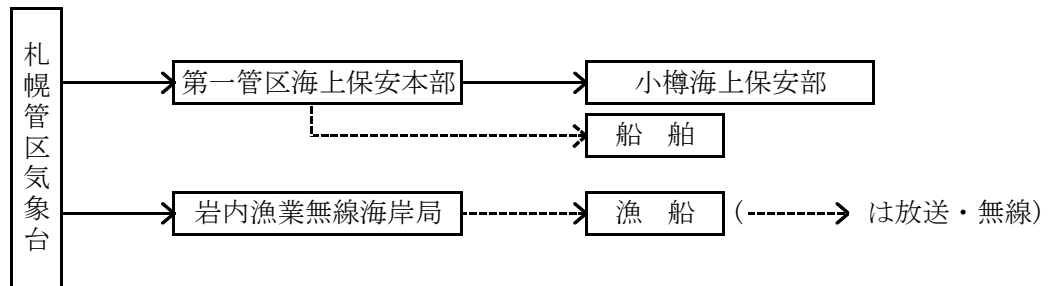 札幌管区気象台
第一管区海上保安本部
小樽海上保安部
船　舶
岩内漁業無線海岸局
漁　船
( は放送・無線)